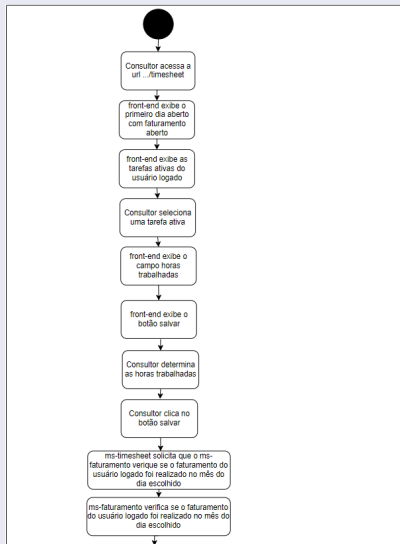 Consultor acessa a
url .../timesheet
front-end exibe o
primeiro dia aberto
com faturamento
aberto
front-end exibe as
tarefas ativas do
usuário logado
Consultor seleciona
uma tarefa ativa
front-end exibe o
campo horas
trabalhadas
front-end exibe o
botão salvar
Consultor determina
as horas trabalhadas
Consultor clica no
botão salvar
ms-timesheet solicita que o ms-
faturamento verique se o faturamento do
usuário logado foi realizado no mês do
dia escolhido
ms-faturamento verifica se o faturamento
do usuário logado foi realizado no mês do
dia escolhido